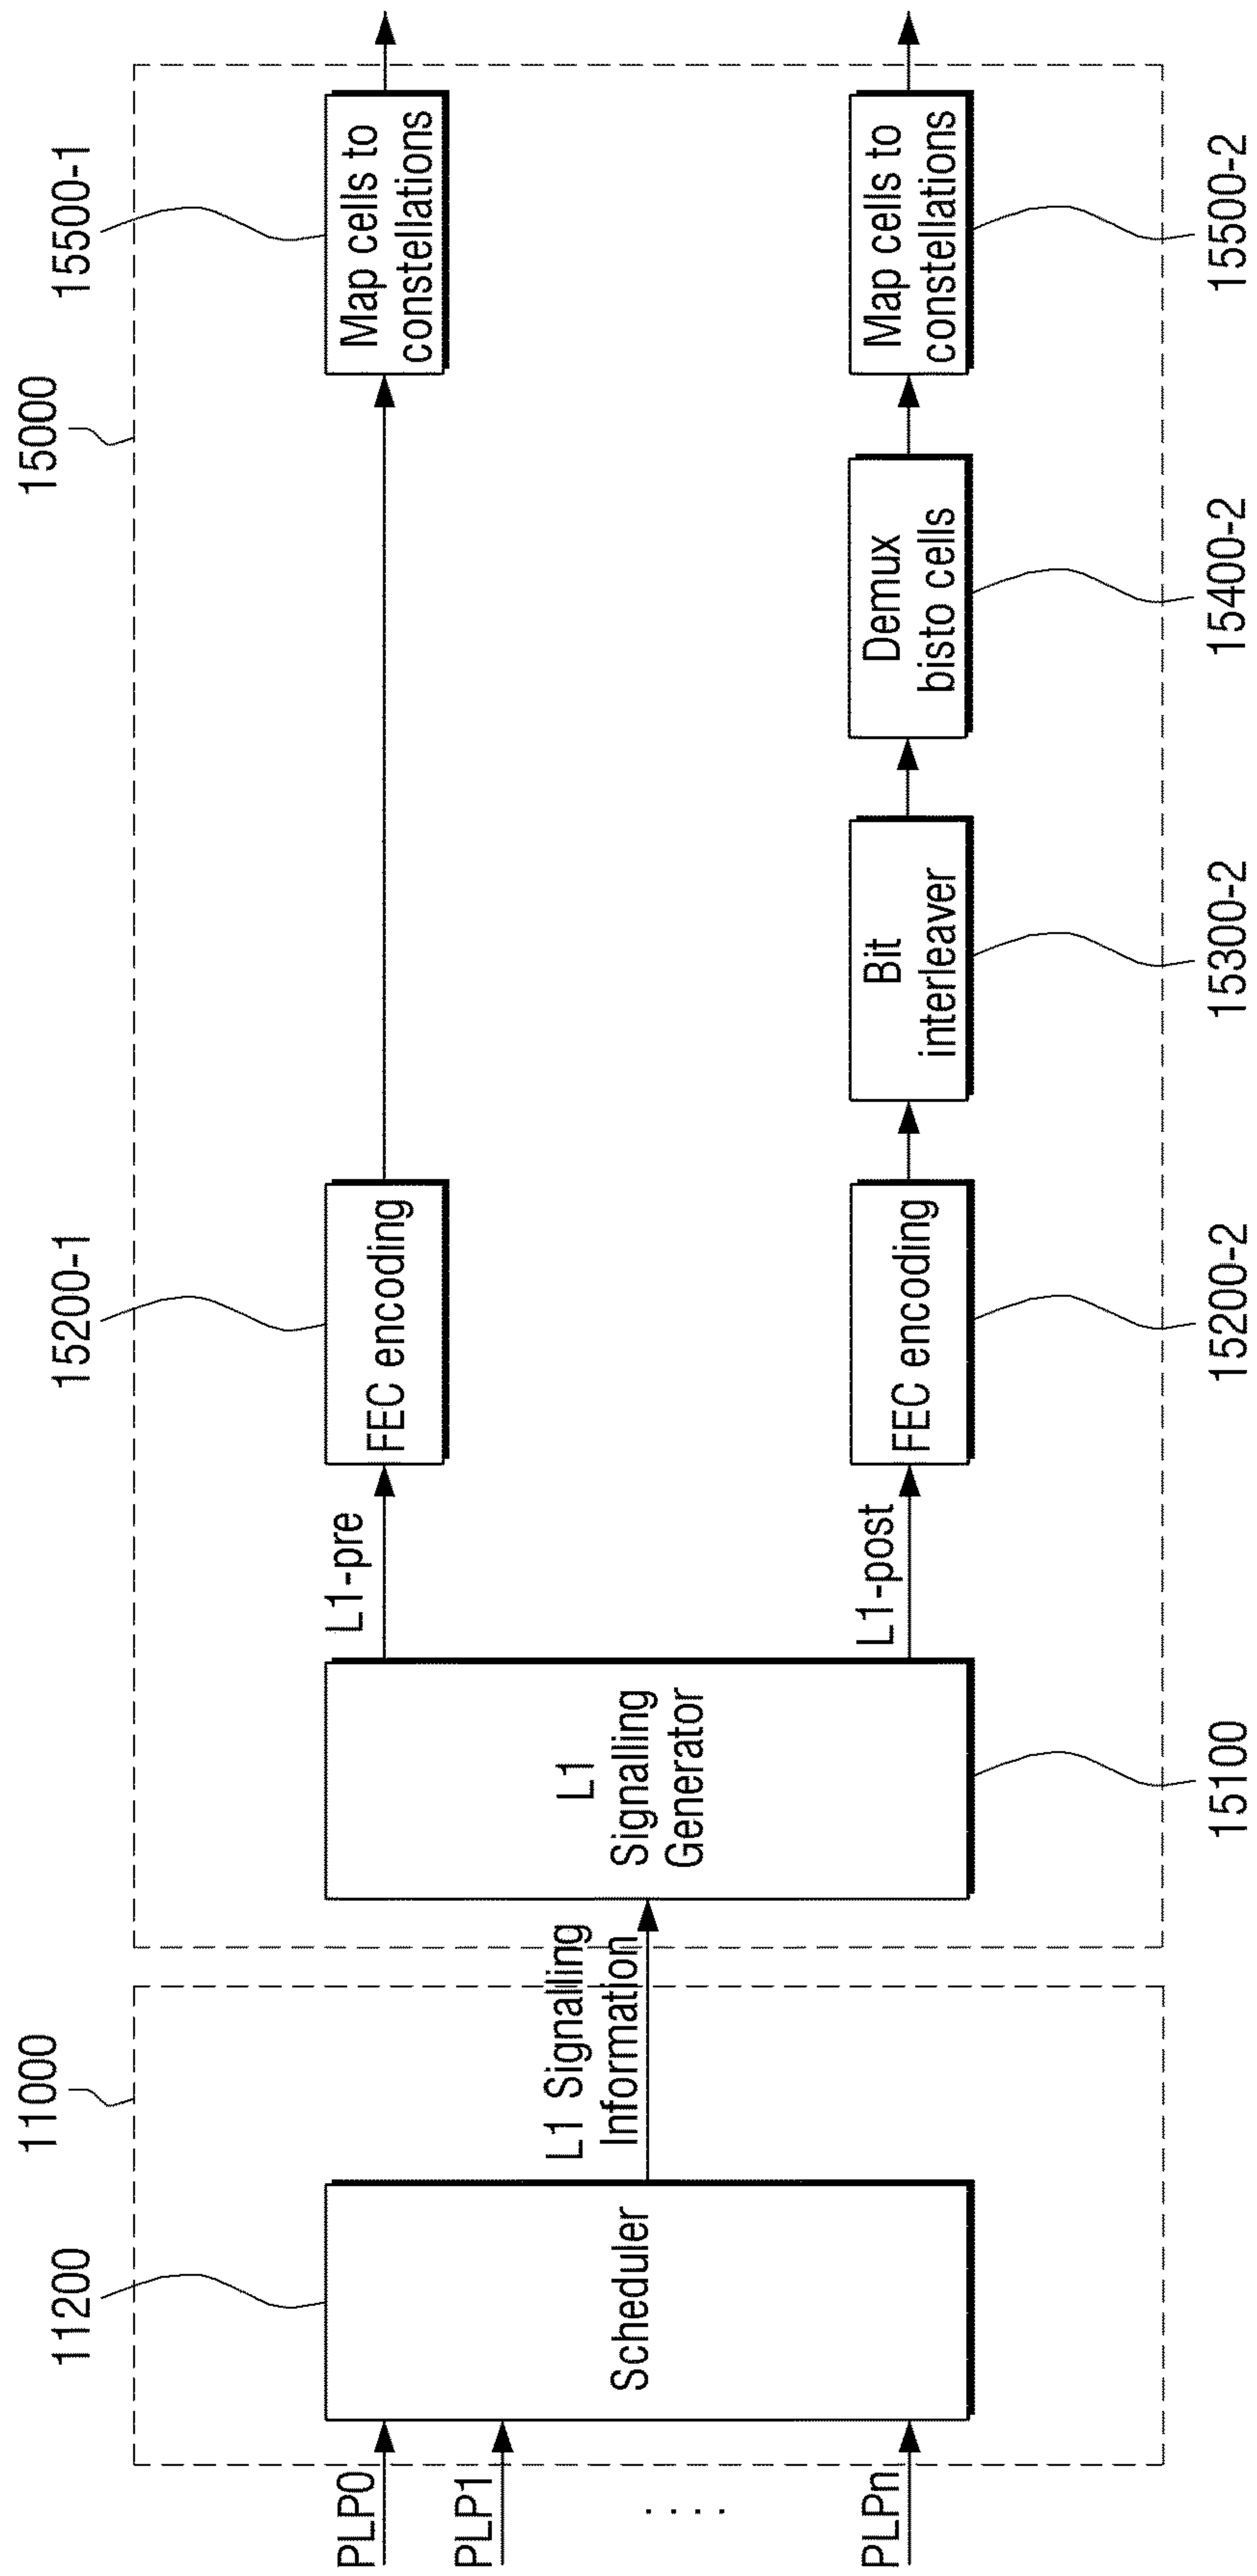 11000
15000
11200
15200-1
15500-1
PLP0
PLP1
. . . .
PLPn
Scheduler
L1 Signalling
Information
L1
Signalling
Generator
L1-pre
FEC encoding
Map cells to
constellations
L1-post
FEC encoding
Bit
interleaver
Demux
bisto cells
Map cells to
constellations
15100
15200-2
15300-2
15400-2
15500-2